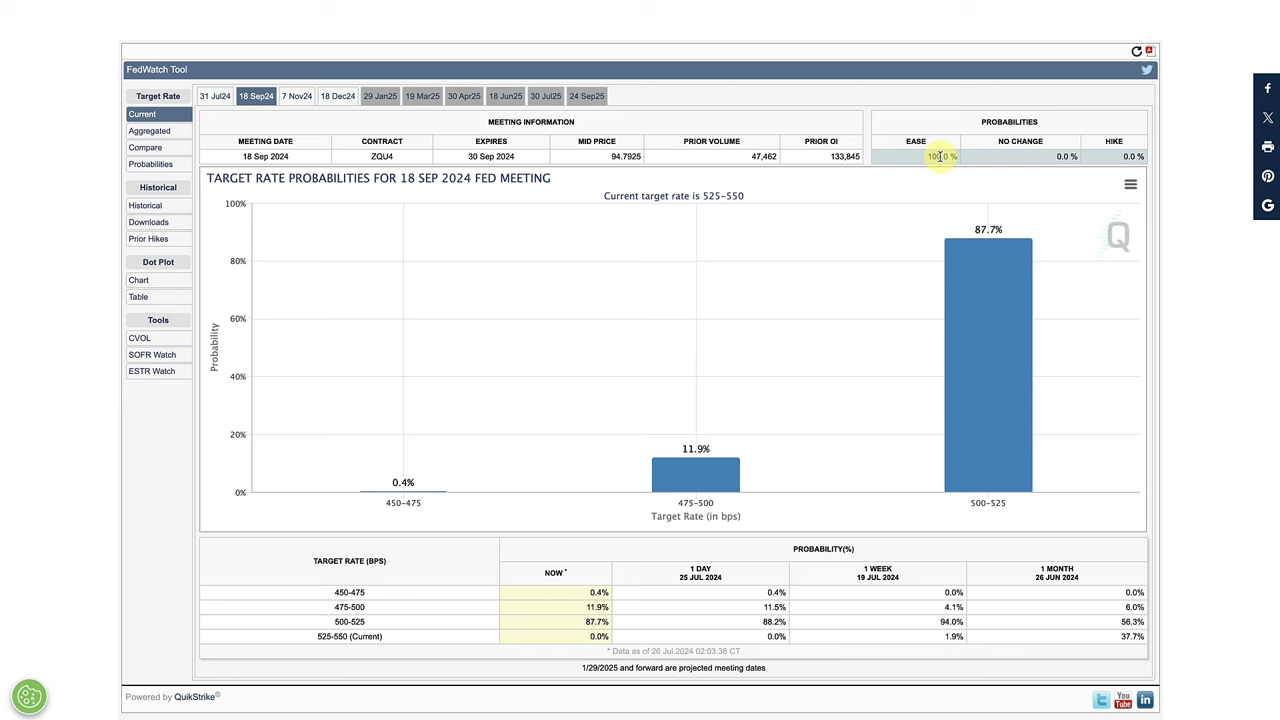 FedWatch Tool
Target Rate
31 Jul24 18 Sep24 7 Nov24 18 Dec24 29 Jan25 19 Mar25 30 Apr25 18 Jun25 30 Jul25 24 Sep25
Current
Aggregated
Compare
Probabilities
Historical
Historical
Downloads
Prior Hikes
Dot Plot
Chart
Table
Tools
CVOL
SOFR Watch
ESTR Watch
MEETING INFORMATION
MEETING DATE CONTRACT EXPIRES MID PRICE PRIOR VOLUME PRIOR OI
18 Sep 2024 ZQU4 30 Sep 2024 94.7925 47,462 133,845
PROBABILITIES
EASE NO CHANGE HIKE
100.0 % 0.0 % 0.0 %
TARGET RATE PROBABILITIES FOR 18 SEP 2024 FED MEETING
Current target rate is 525-550
Q
Probability
100%
80%
60%
40%
20%
0%
0.4%
11.9%
87.7%
450-475 475-500 500-525
Target Rate (in bps)
TARGET RATE (BPS) PROBABILITY(%)
NOW * 1 DAY 25 JUL 2024 1 WEEK 19 JUL 2024 1 MONTH 26 JUN 2024
450-475 0.4% 0.4% 0.0% 0.0%
475-500 11.9% 11.5% 4.1% 6.0%
500-525 87.7% 88.2% 94.0% 56.3%
525-550 (Current) 0.0% 0.0% 1.9% 37.7%
* Data as of 26 Jul 2024 02:03:38 CT
1/29/2025 and forward are projected meeting dates
Powered by QuikStrike®
You Tube
in